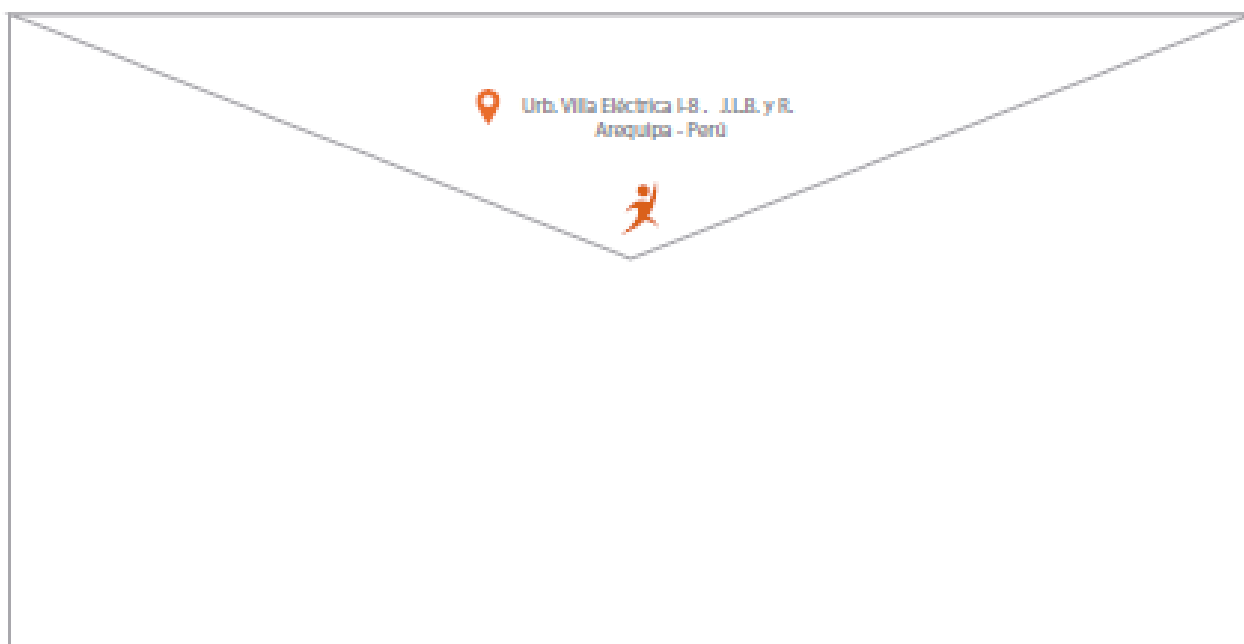 Urb. Villa Eléctrica I-8 . J.L.B. y R.
Arequipa - Perú